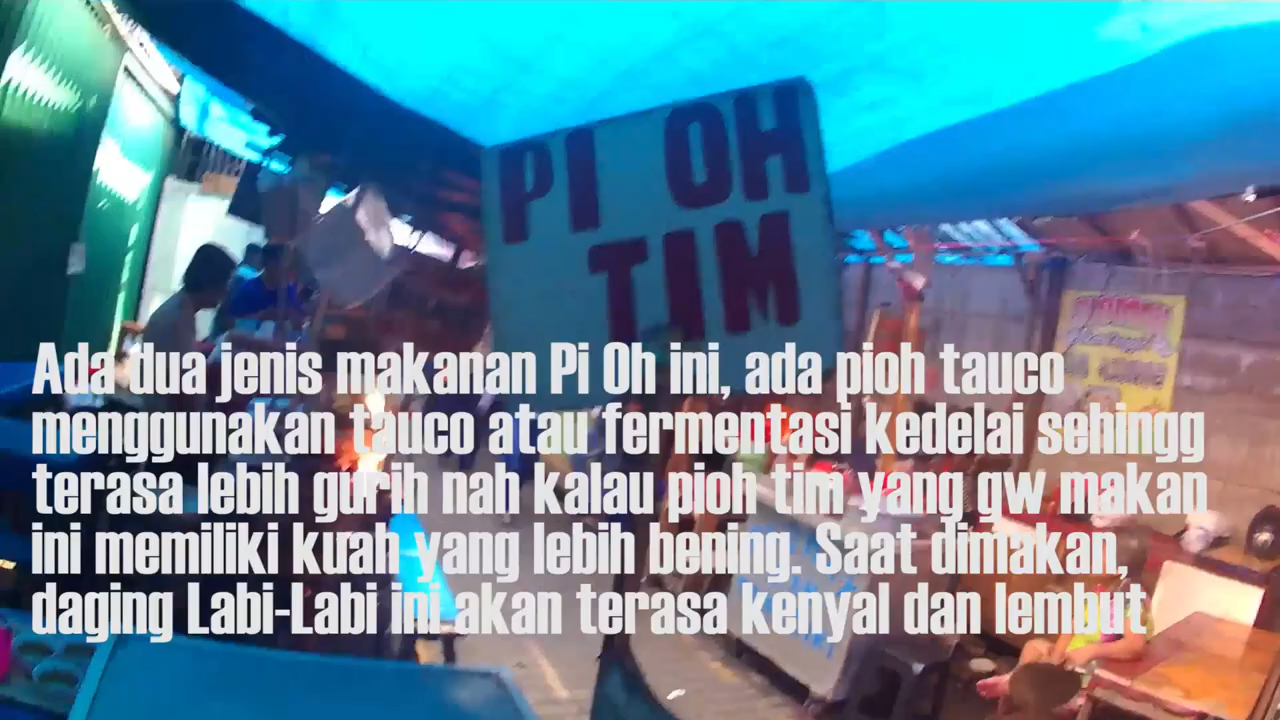 PI OH
TIM
Ada dua jenis makanan Pi Oh ini, ada pioh tauco
menggunakan tauco atau fermentasi kedelai sehingg
terasa lebih gurih nah kalau pioh tim yang gw makan
ini memiliki kuah yang lebih bening. Saat dimakan,
daging Labi-Labi ini akan terasa kenyal dan lembut